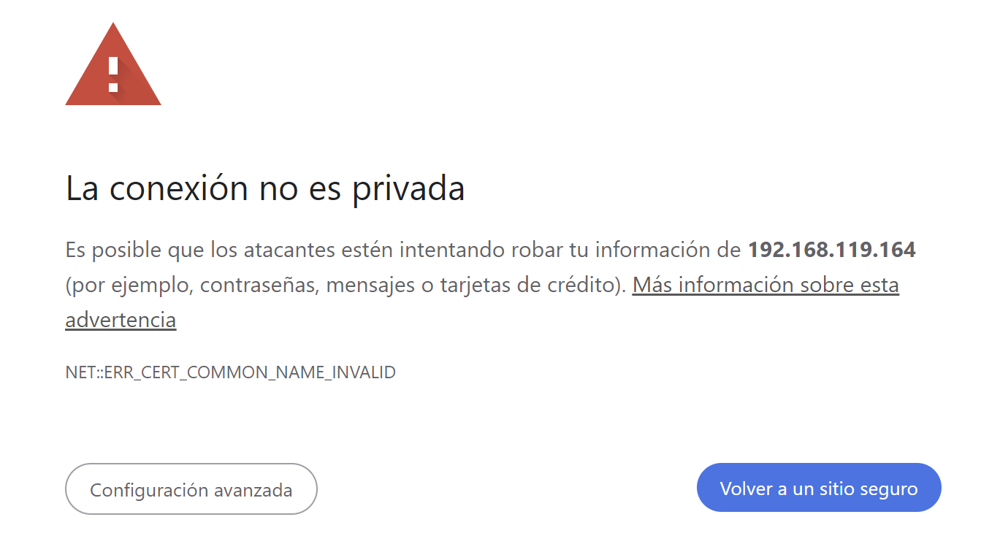 La conexión no es privada
Es posible que los atacantes estén intentando robar tu información de 192.168.119.164
(por ejemplo, contraseñas, mensajes o tarjetas de crédito). Más información sobre esta
advertencia
NET::ERR_CERT_COMMON_NAME_INVALID
Configuración avanzada
Volver a un sitio seguro